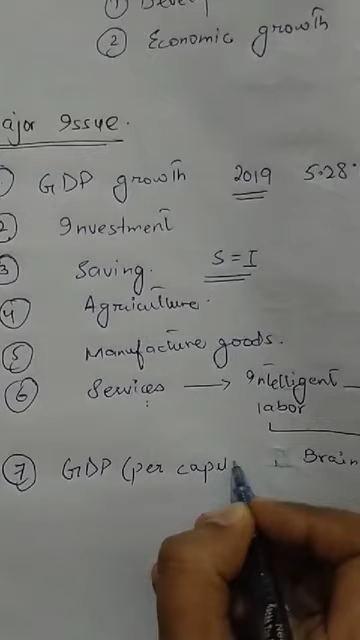 ② Economic growth
ajor Issue.
GDP growth 2019 5.28
② Investment
③ Saving. S = I
④ Agriculture.
⑤ Manufacture goods.
⑥ Services → Intelligent
labor
Brain
⑦ GDP (per